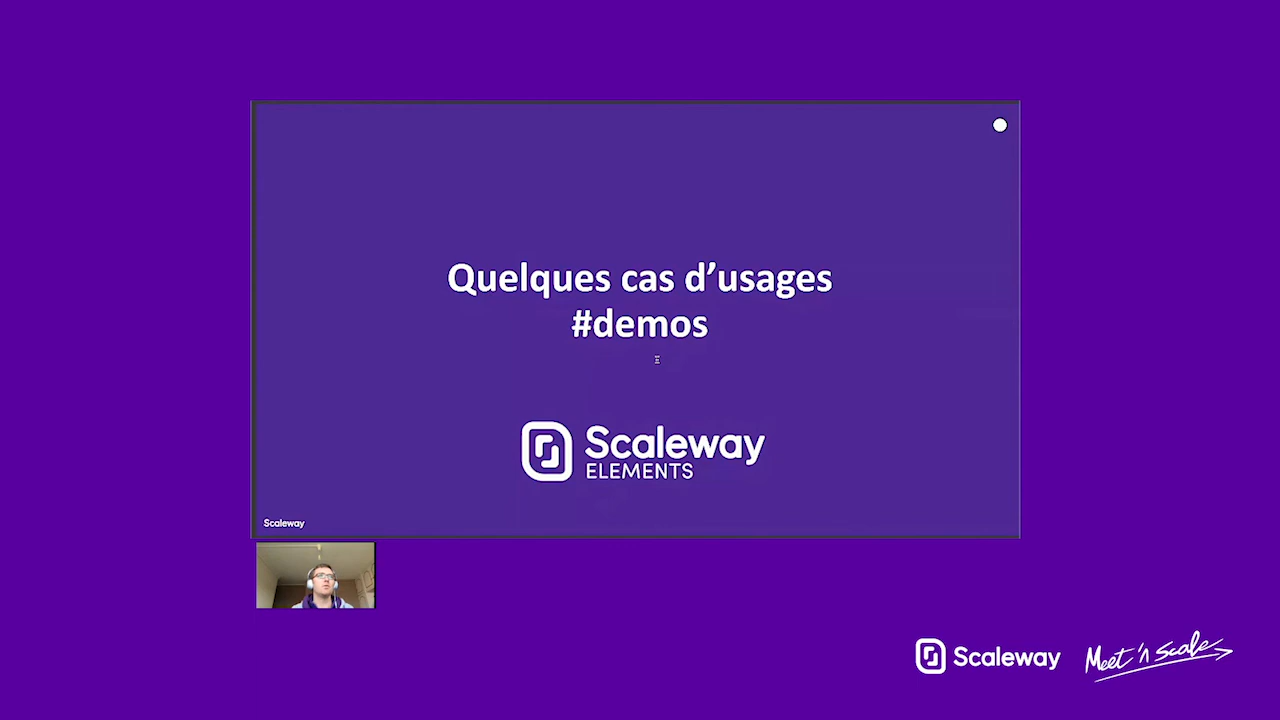 Quelques cas d’usages
#demos
Scaleway
ELEMENTS
Scaleway
Scaleway
Meet 'n Scale